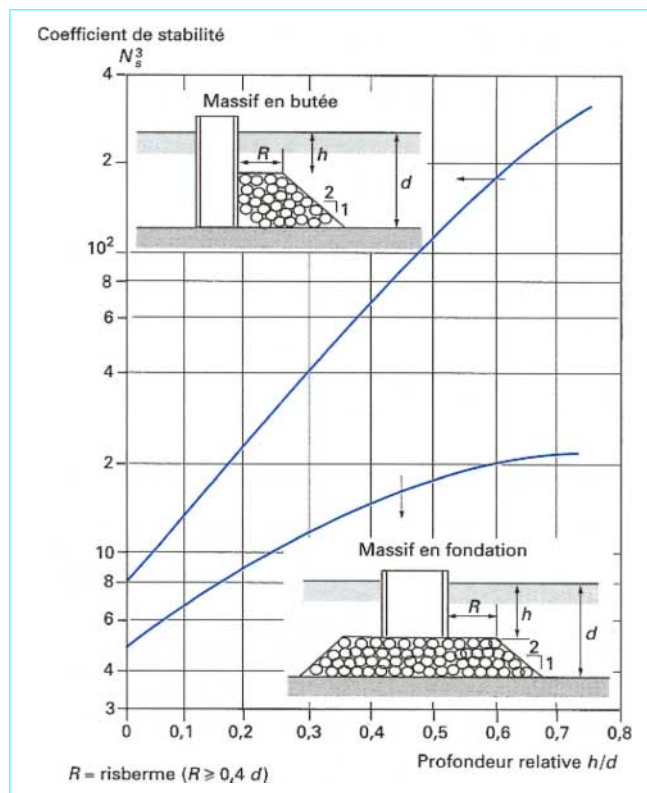 Coefficient de stabilité
N³ₛ
4
Massif en butée
R
h
d
2
1
2
10²
8
6
4
2
10
8
6
4
3
Massif en fondation
R
h
d
2
1
0 0,1 0,2 0,3 0,4 0,5 0,6 0,7 0,8
Profondeur relative h/d
R = risberme (R ⩾ 0,4 d)